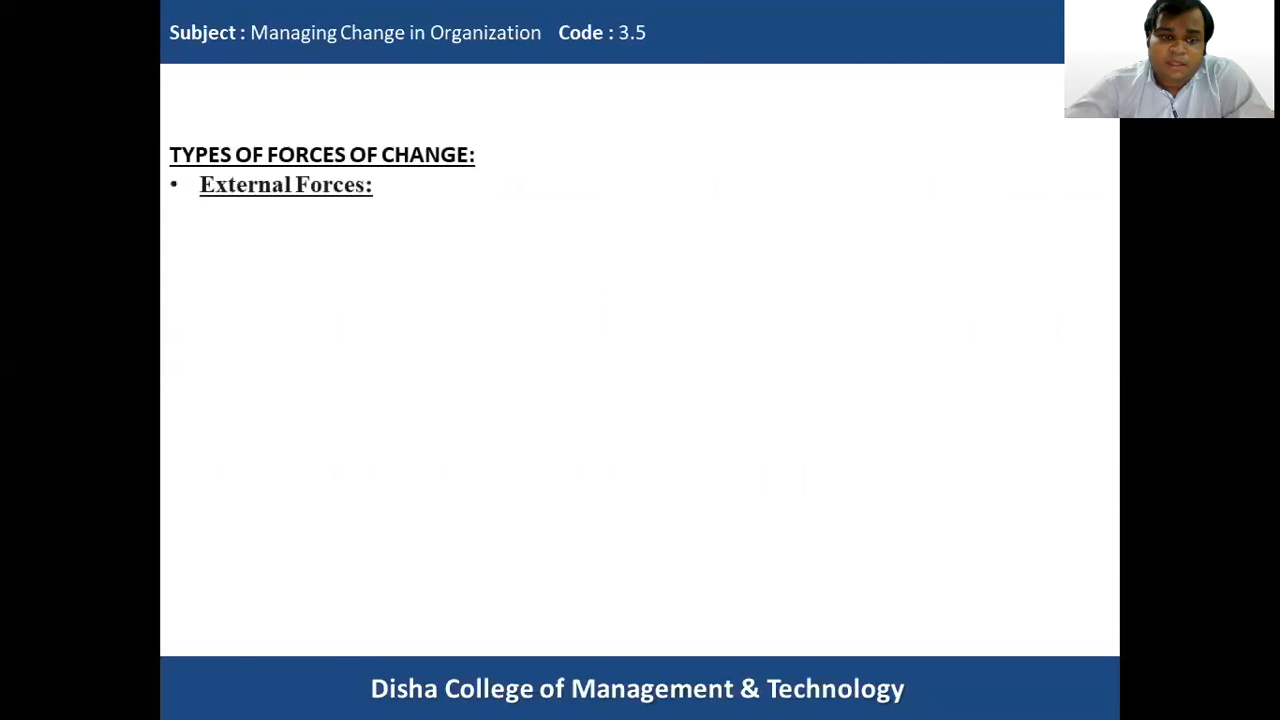 Subject : Managing Change in Organization Code : 3.5
TYPES OF FORCES OF CHANGE:
• External Forces:
Disha College of Management & Technology